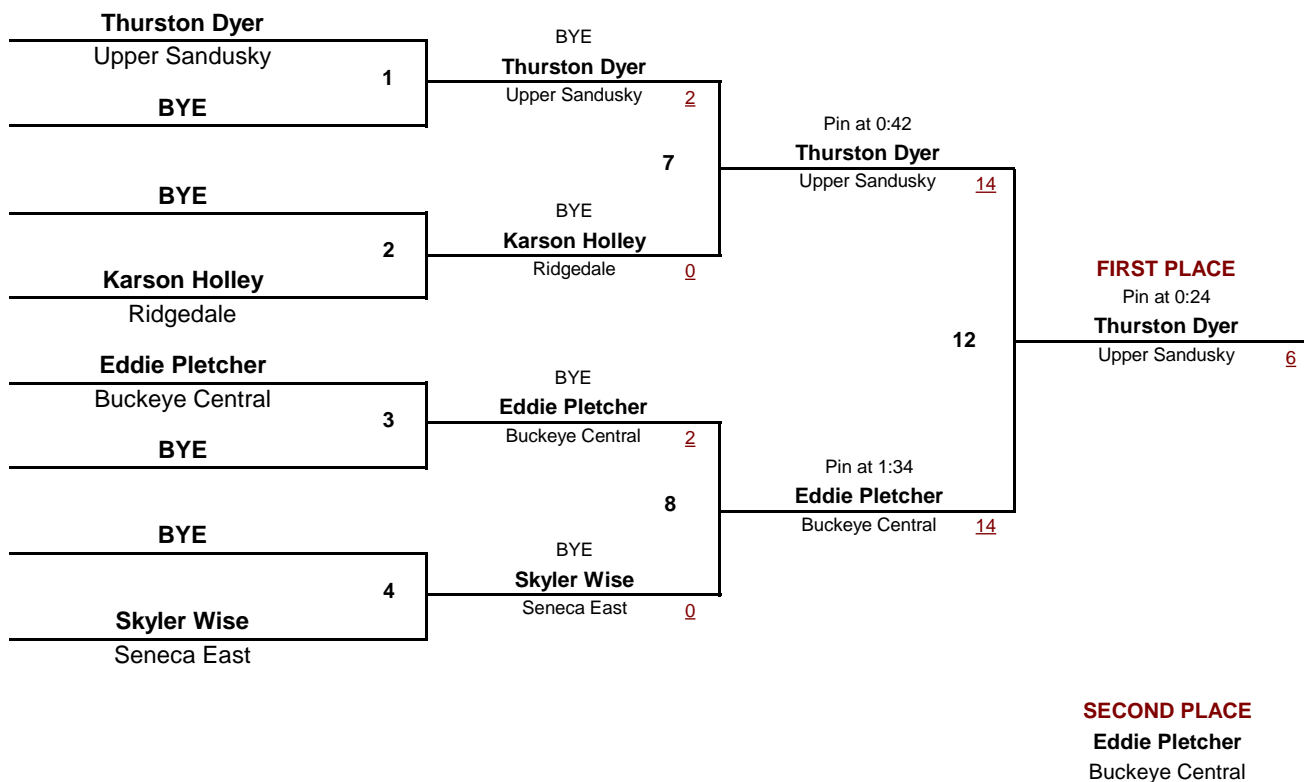 Thurston Dyer
Upper Sandusky
1
BYE
BYE
2
Karson Holley
Ridgedale
Eddie Pletcher
Buckeye Central
3
BYE
BYE
4
Skyler Wise
Seneca East
BYE
Thurston Dyer
Upper Sandusky 2
7
BYE
Karson Holley
Ridgedale 0
BYE
Eddie Pletcher
Buckeye Central 2
8
BYE
Skyler Wise
Seneca East 0
Pin at 0:42
Thurston Dyer
Upper Sandusky 14
12
Pin at 1:34
Eddie Pletcher
Buckeye Central 14
FIRST PLACE
Pin at 0:24
Thurston Dyer
Upper Sandusky 6
SECOND PLACE
Eddie Pletcher
Buckeye Central